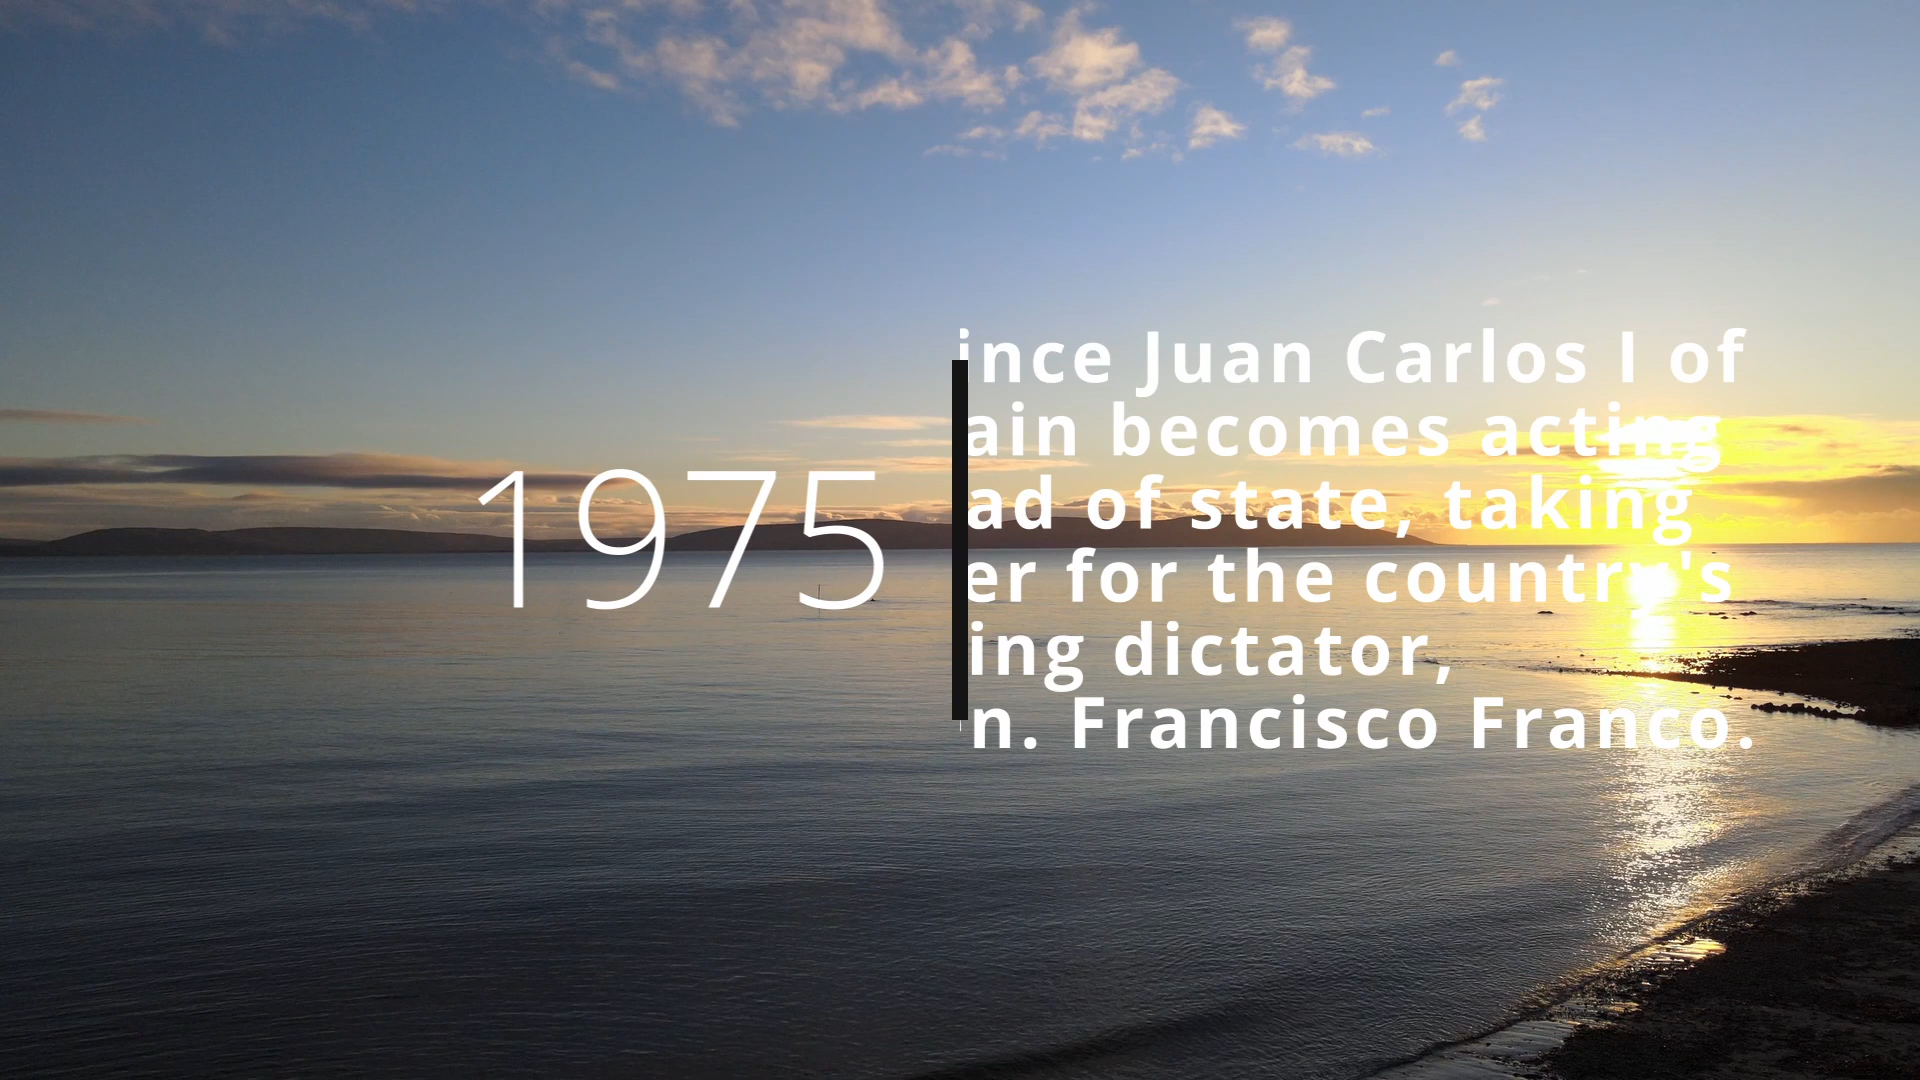 1975
ince Juan Carlos I of
ain becomes acting
ad of state, taking
er for the country's
ing dictator,
n. Francisco Franco.